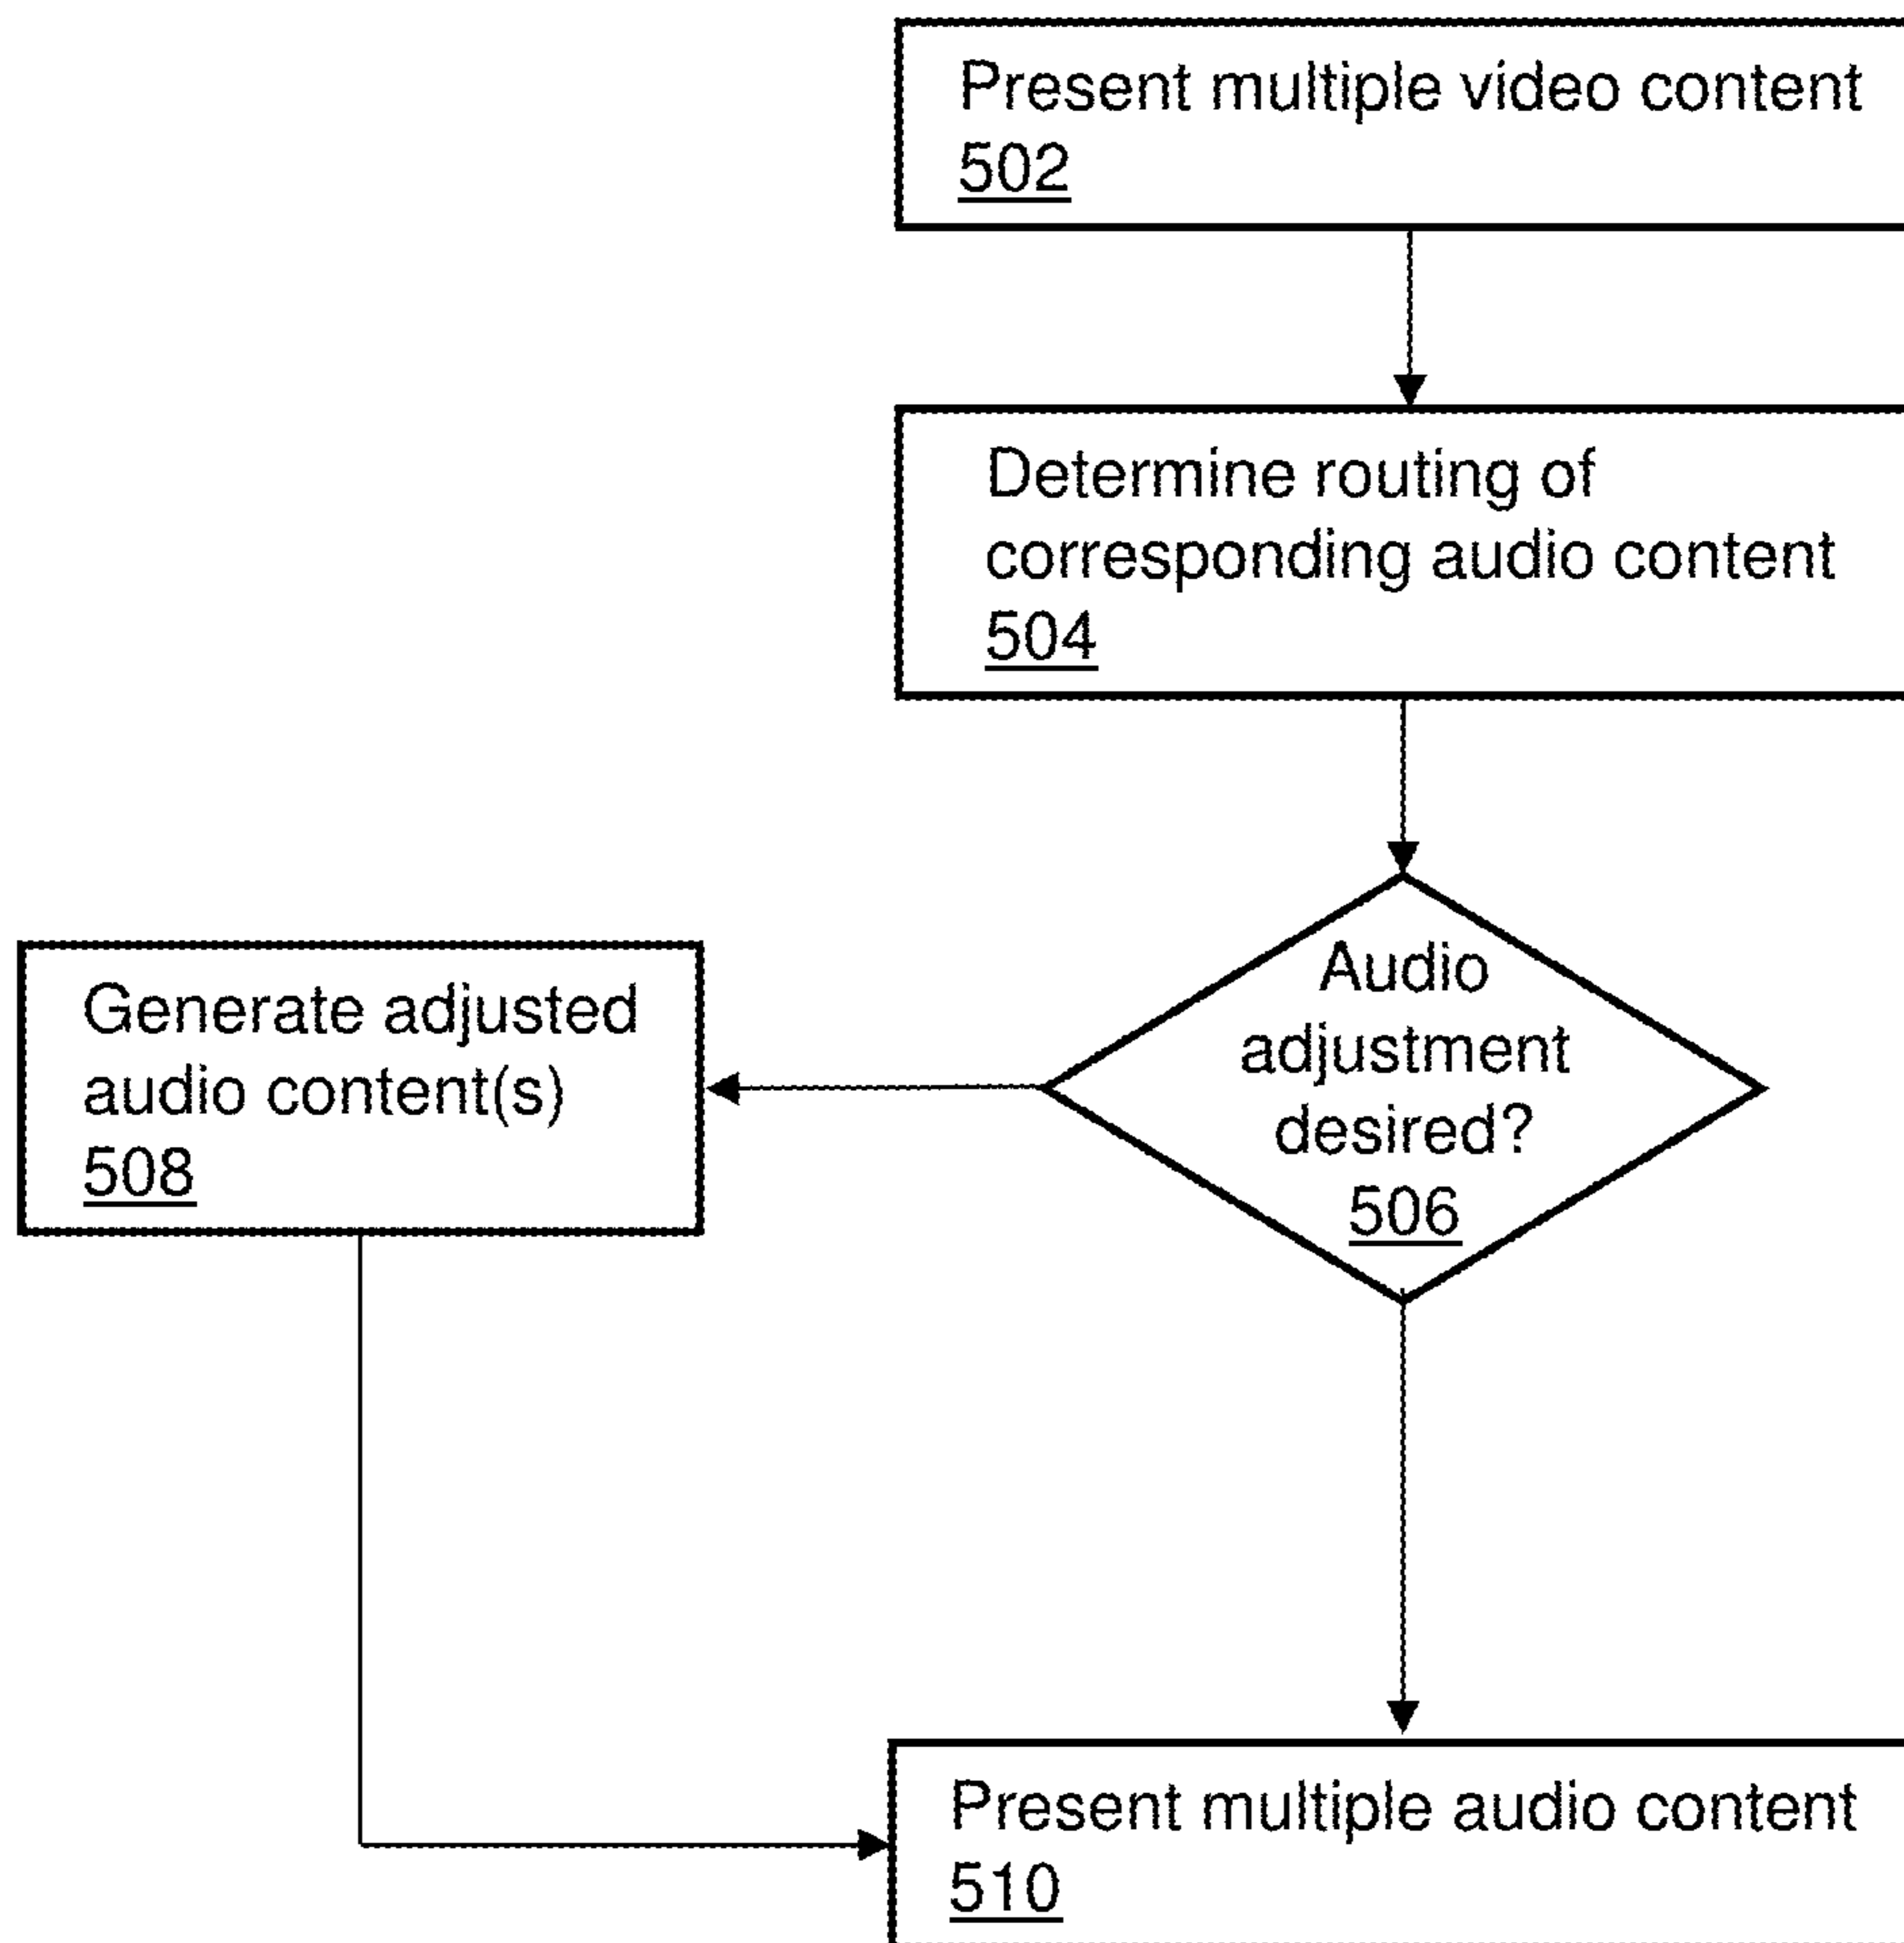 Present multiple video content
502
Determine routing of
corresponding audio content
504
Audio
adjustment
desired?
506
Generate adjusted
audio content(s)
508
Present multiple audio content
510